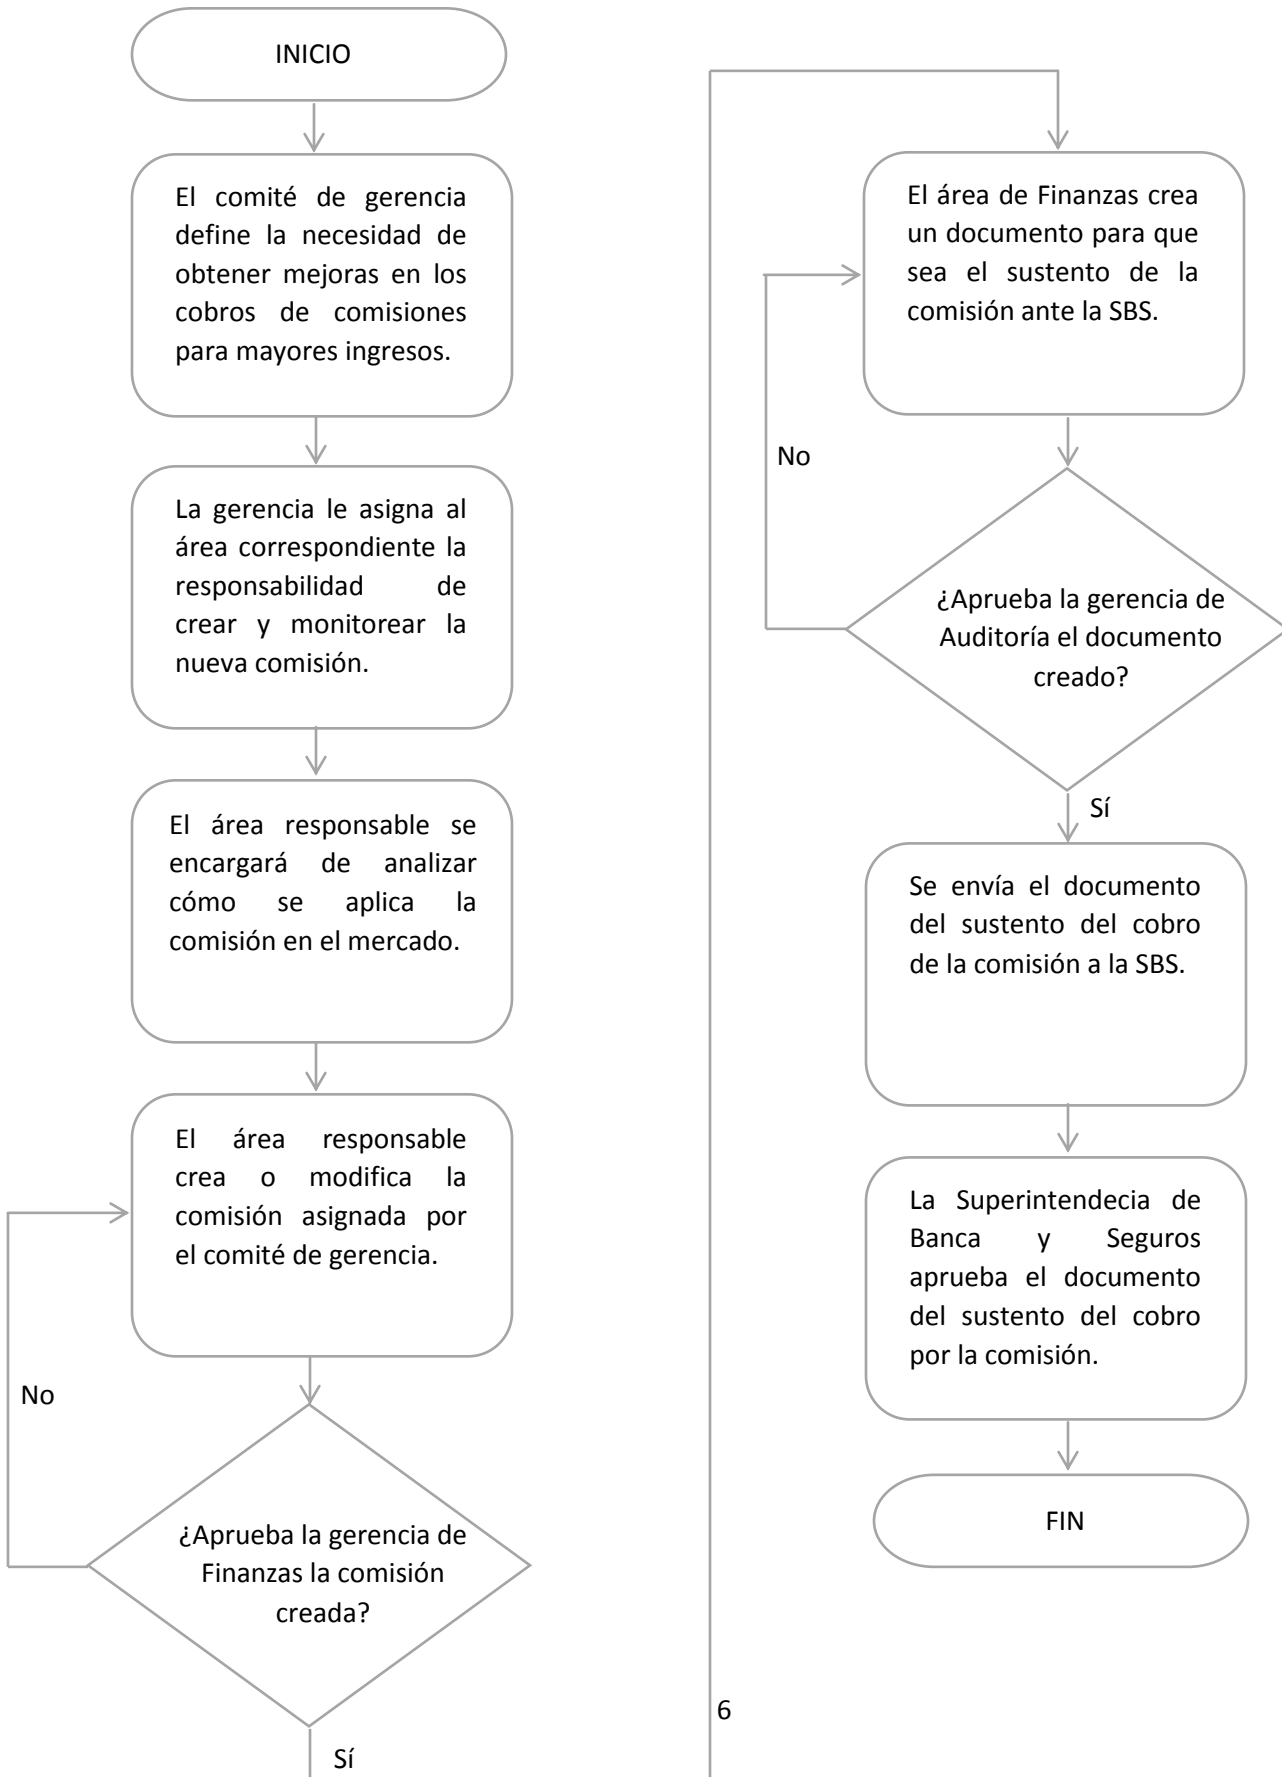 INICIO
El comité de gerencia
define la necesidad de
obtener mejoras en los
cobros de comisiones
para mayores ingresos.
La gerencia le asigna al
área correspondiente la
responsabilidad de
crear y monitorear la
nueva comisión.
El área responsable se
encargará de analizar
cómo se aplica la
comisión en el mercado.
El área responsable
crea o modifica la
comisión asignada por
el comité de gerencia.
No
¿Aprueba la gerencia de
Finanzas la comisión
creada?
Sí
El área de Finanzas crea
un documento para que
sea el sustento de la
comisión ante la SBS.
No
¿Aprueba la gerencia de
Auditoría el documento
creado?
Sí
Se envía el documento
del sustento del cobro
de la comisión a la SBS.
La Superintendecia de
Banca y Seguros
aprueba el documento
del sustento del cobro
por la comisión.
FIN
6